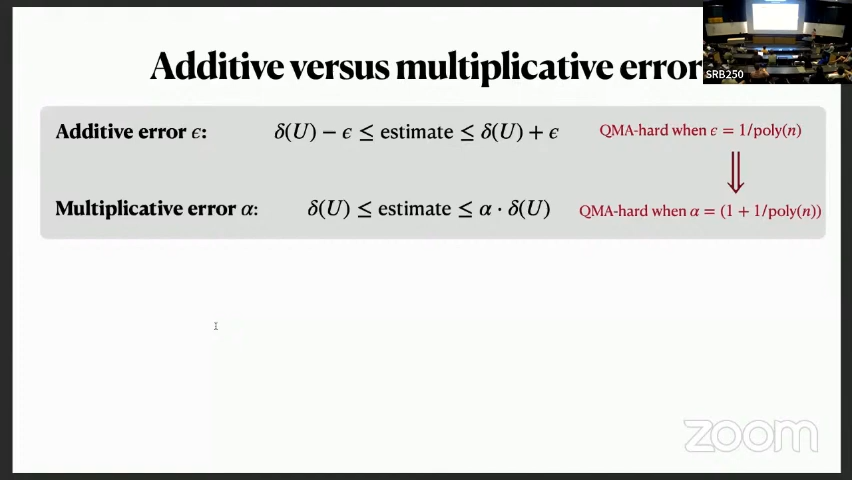 Additive versus multiplicative error
SRB250
Additive error ϵ: δ(U) − ϵ ≤ estimate ≤ δ(U) + ϵ QMA-hard when ϵ = 1/poly(n)
⇓
Multiplicative error α: δ(U) ≤ estimate ≤ α · δ(U) QMA-hard when α = (1 + 1/poly(n))
zoom